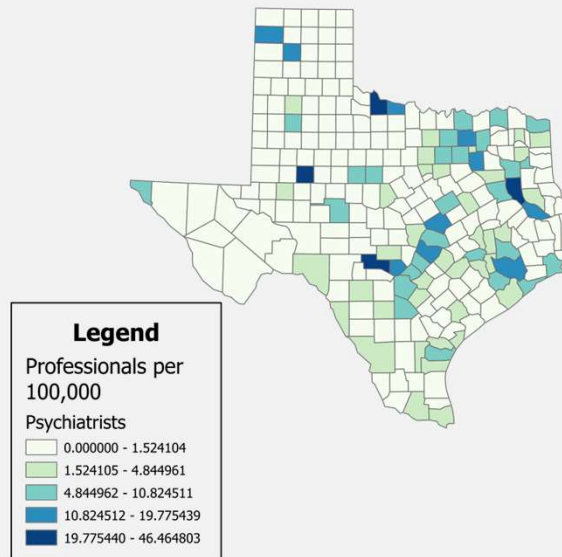 Legend
Professionals per
100,000
Psychiatrists
0.000000 - 1.524104
1.524105 - 4.844961
4.844962 - 10.824511
10.824512 - 19.775439
19.775440 - 46.464803